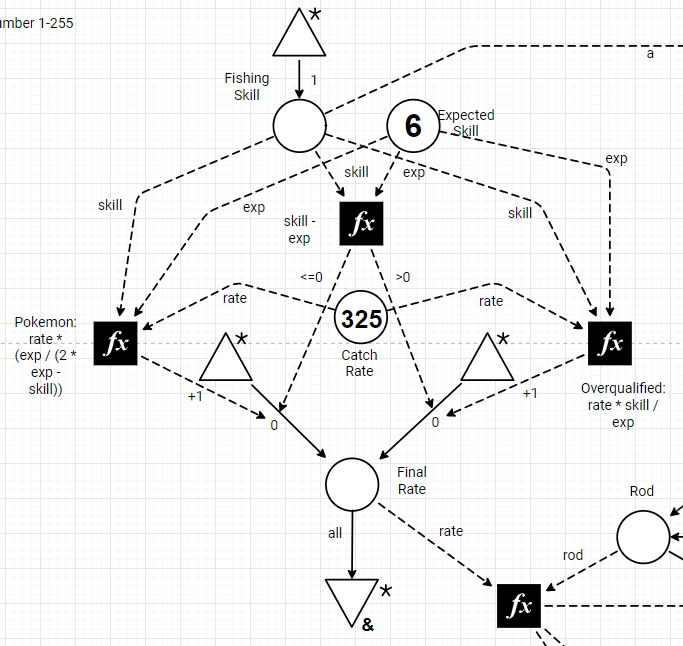 mber 1-255
*
1
a
Fishing
Skill
6
Expected
Skill
exp
skill
exp
skill
exp
skill
skill -
exp
fx
<=0
>0
rate
rate
325
Catch
Rate
Pokemon:
rate *
(exp / (2 *
exp -
skill))
fx
*
*
fx
Overqualified:
rate * skill /
exp
+1
+1
0
0
Final
Rate
Rod
all
rate
rod
*
&
fx